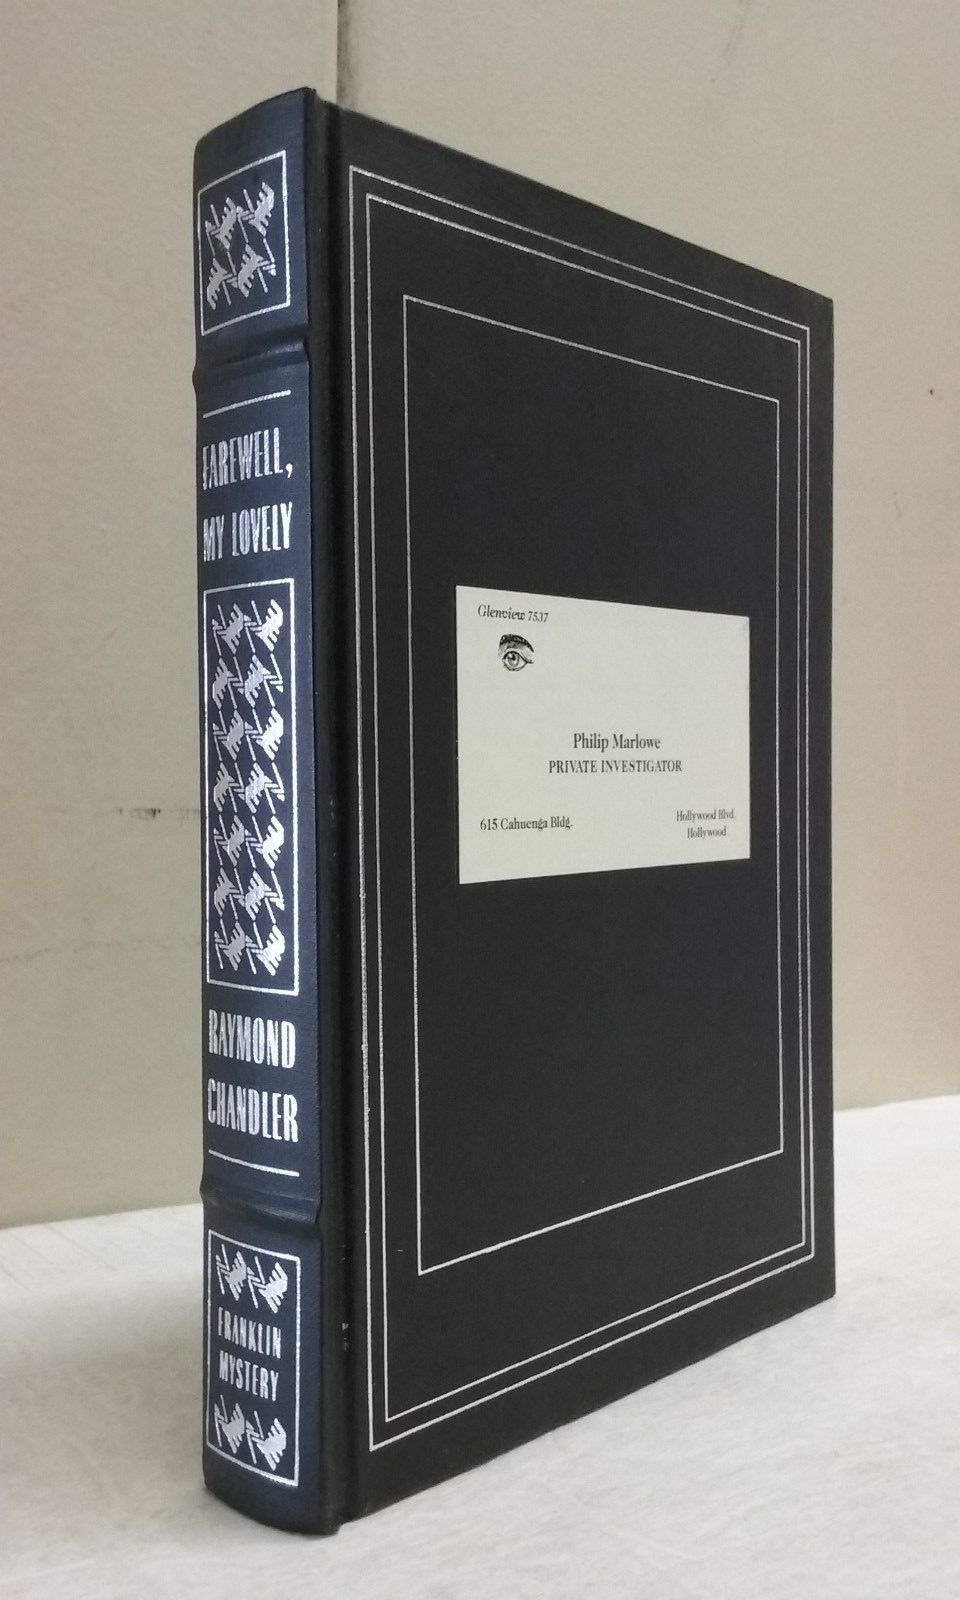 FAREWELL,
MY LOVELY
RAYMOND
CHANDLER
FRANKLIN
MYSTERY
Glenview 7537
Philip Marlowe
PRIVATE INVESTIGATOR
615 Cahuenga Bldg.
Hollywood Blvd.
Hollywood